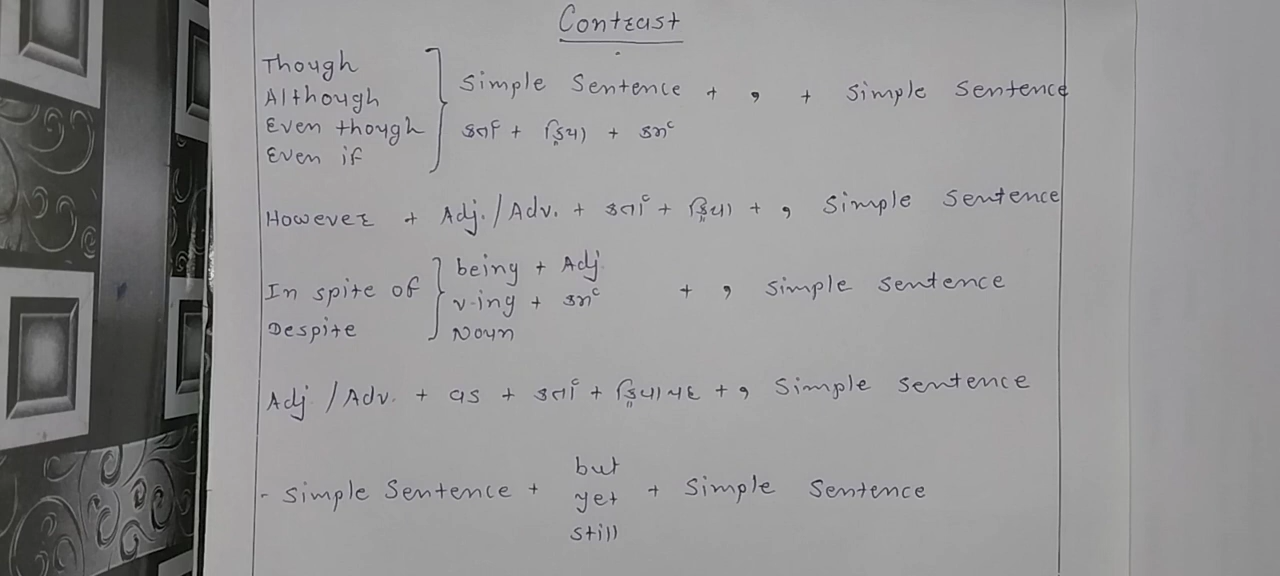 Contrast
Though
Although
Even though
Even if
Simple Sentence + , + Simple Sentence
કર્તા + ક્રિયા + કર્મ
However + Adj. / Adv. + કર્તા + ક્રિયા + , Simple Sentence
In spite of
Despite
being + Adj.
v-ing + કર્મ
Noun
+ , Simple sentence
Adj / Adv. + as + કર્તા + ક્રિયાપદ + , Simple sentence
- Simple Sentence + but yet still + Simple Sentence